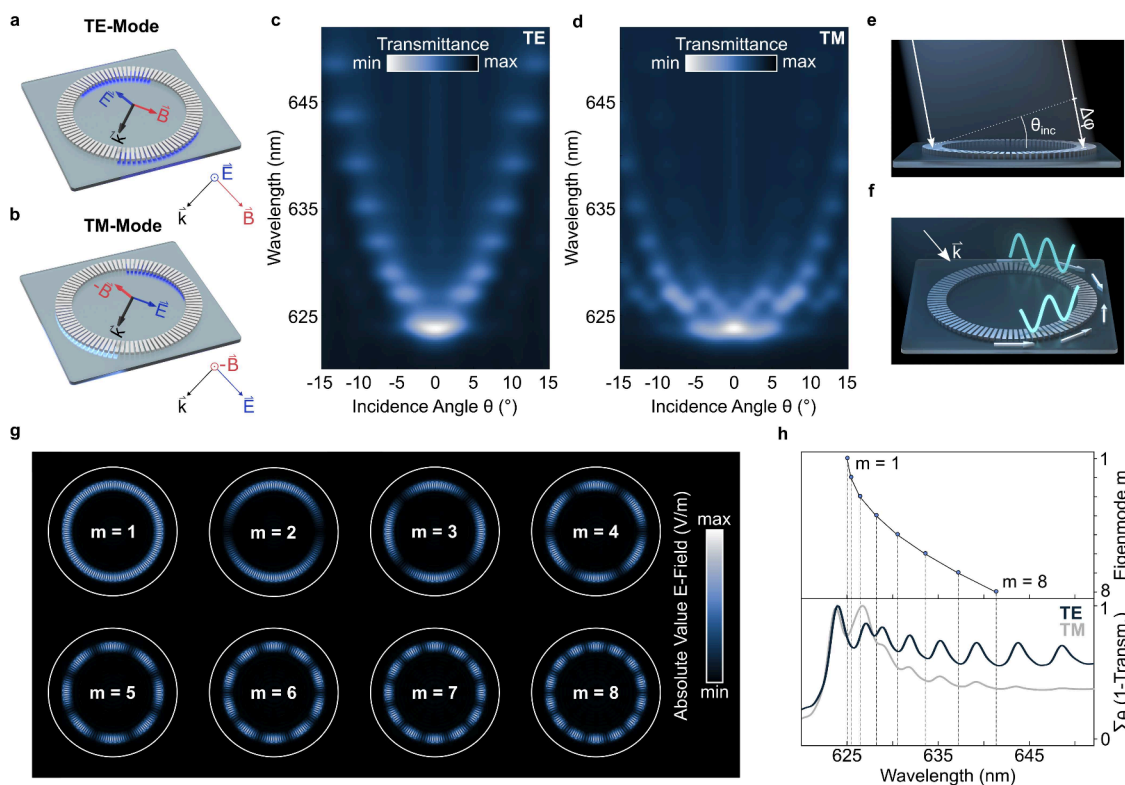 a
TE-Mode
E⃗
B⃗
k⃗
E⃗
k⃗
B⃗
b
TM-Mode
-B⃗
E⃗
k⃗
-B⃗
k⃗
E⃗
c
Transmittance
TE
min
max
645
635
625
Wavelength (nm)
-15 -10 -5 0 5 10 15
Incidence Angle θ (°)
d
Transmittance
TM
min
max
645
635
625
Wavelength (nm)
-15 -10 -5 0 5 10 15
Incidence Angle θ (°)
e
θinc
Δφ
f
k⃗
g
m = 1
m = 2
m = 3
m = 4
m = 5
m = 6
m = 7
m = 8
Absolute Value E-Field (V/m)
max
min
h
m = 1
m = 8
1
8
Eigenmode m
TE
TM
1
0
Σθ (1-Transm.)
625 635 645
Wavelength (nm)